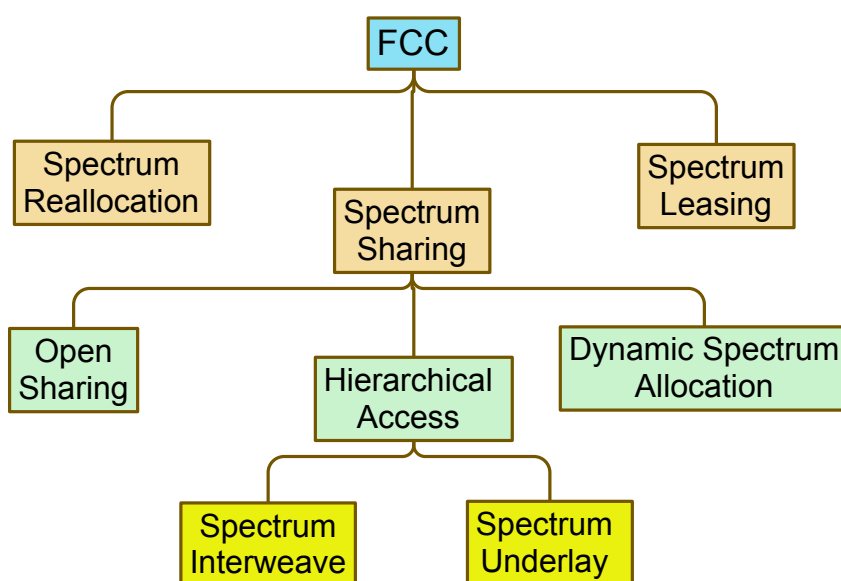 FCC
Spectrum
Reallocation
Spectrum
Sharing
Spectrum
Leasing
Open
Sharing
Hierarchical
Access
Dynamic Spectrum
Allocation
Spectrum
Interweave
Spectrum
Underlay